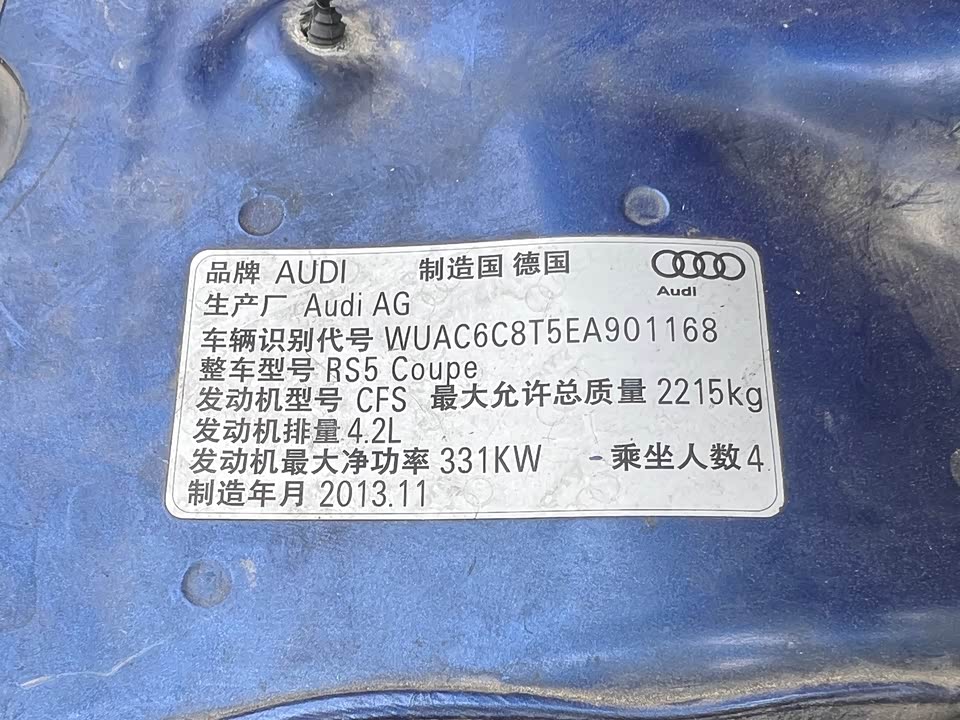 品牌 AUDI 制造国 德国
Audi
生产厂 Audi AG
车辆识别代号 WUAC6C8T5EA901168
整车型号 RS5 Coupe
发动机型号 CFS 最大允许总质量 2215kg
发动机排量 4.2L
发动机最大净功率 331KW -乘坐人数 4
制造年月 2013.11